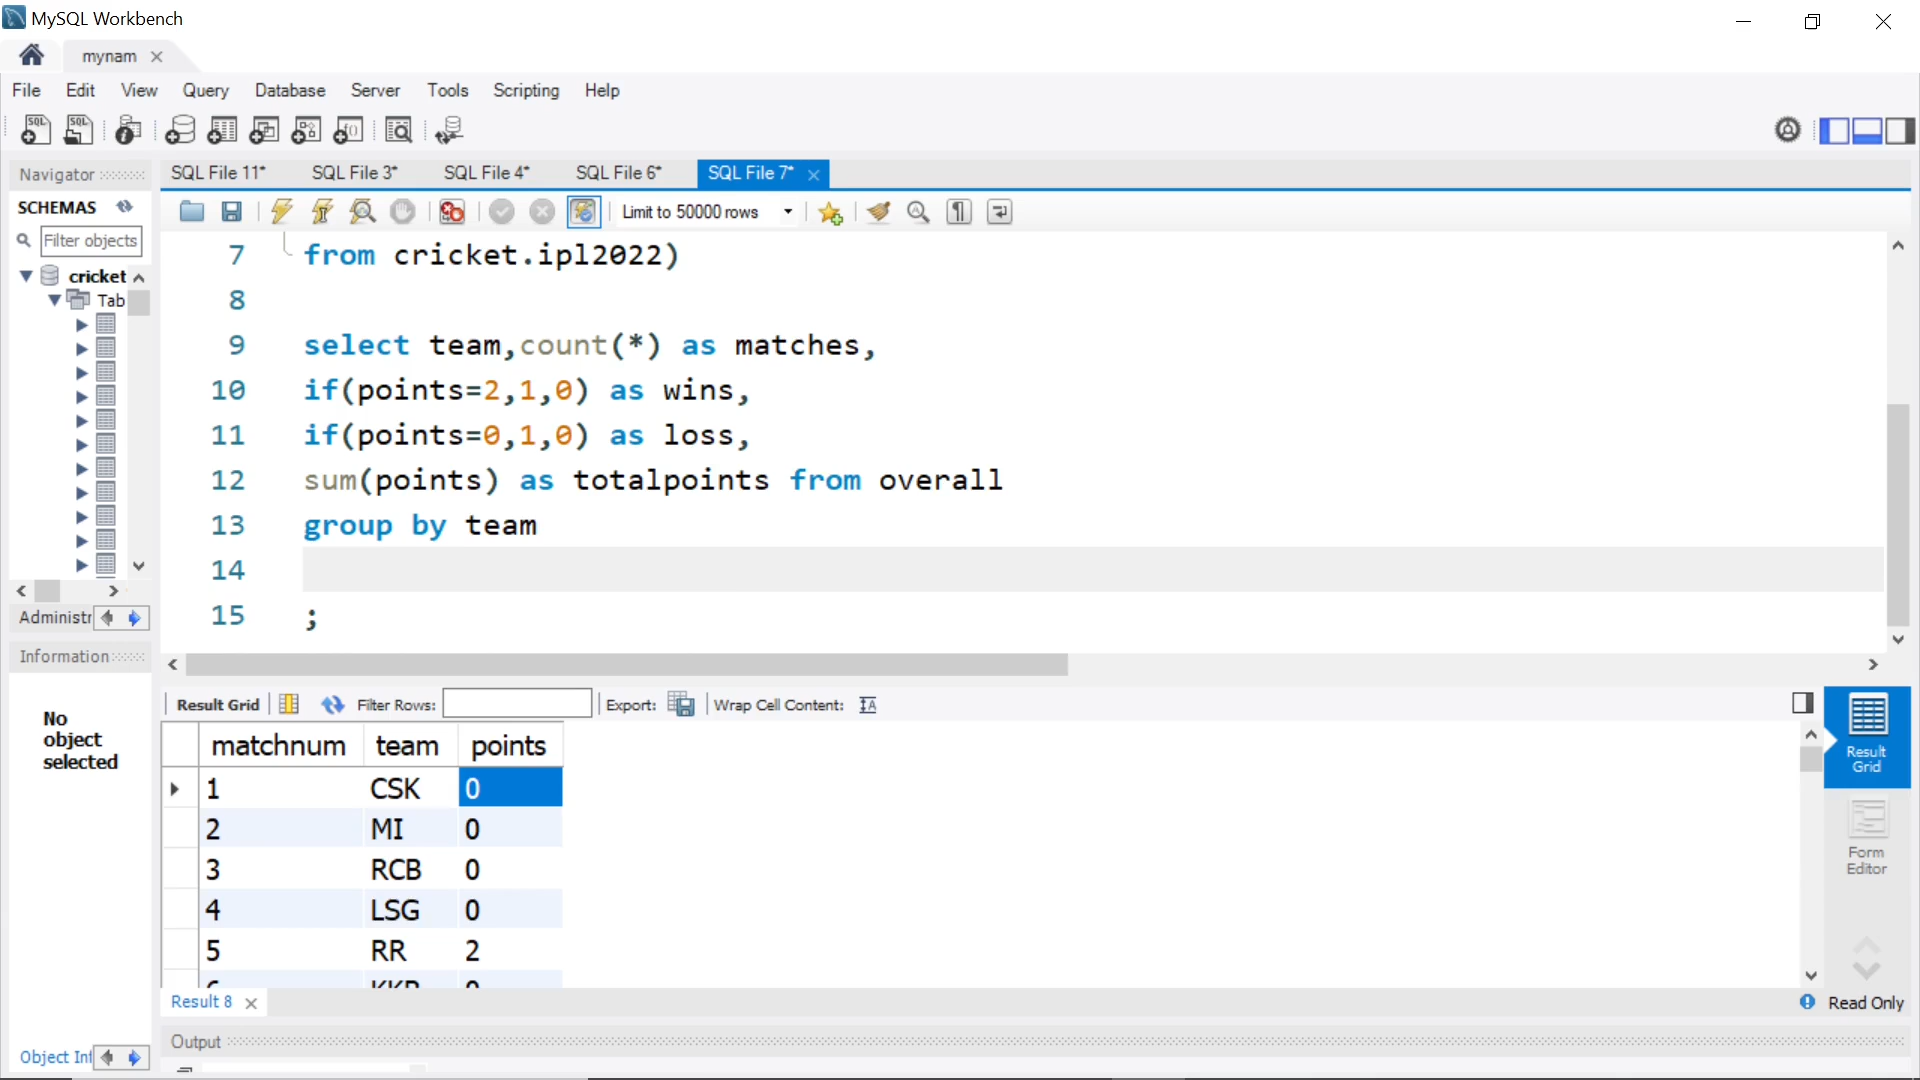 MySQL Workbench
mynam
File Edit View Query Database Server Tools Scripting Help
Navigator
SQL File 11* SQL File 3* SQL File 4* SQL File 6* SQL File 7*
SCHEMAS
Limit to 50000 rows
Filter objects
cricket
Tab
7 from cricket.ipl2022)
8
9 select team,count(*) as matches,
10 if(points=2,1,0) as wins,
11 if(points=0,1,0) as loss,
12 sum(points) as totalpoints from overall
13 group by team
14
15 ;
Administr
Information
No
object
selected
Result Grid Filter Rows: Export: Wrap Cell Content:
matchnum team points
1 CSK 0
2 MI 0
3 RCB 0
4 LSG 0
5 RR 2
Result
Grid
Form
Editor
Result 8
Read Only
Output
Object Inf